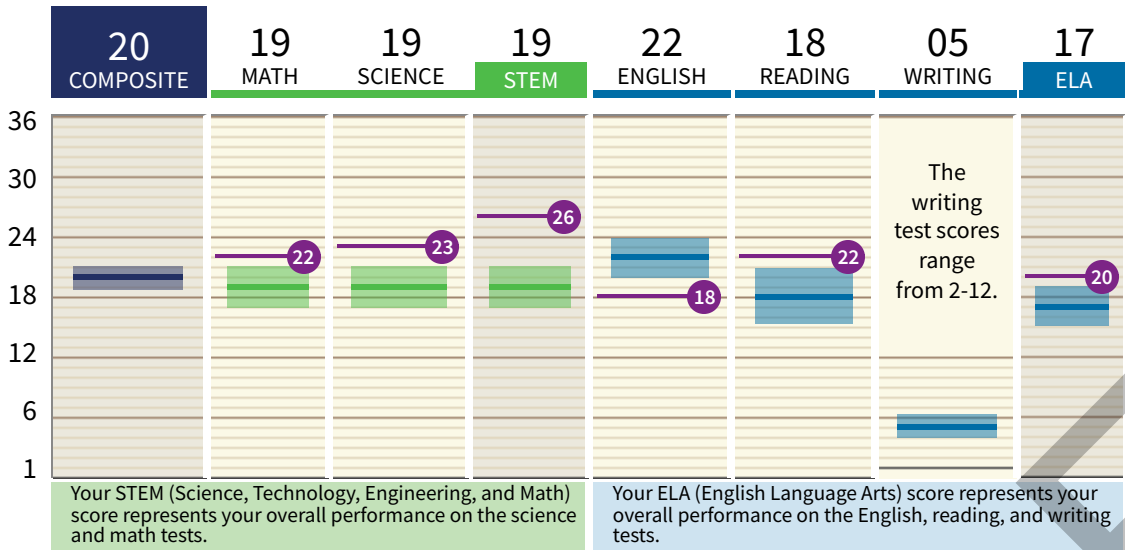 20 19 19 19 22 18 05 17
COMPOSITE MATH SCIENCE STEM ENGLISH READING WRITING ELA
36
30
24
18
12
6
1
22
23
26
18
22
20
The
writing
test scores
range
from 2-12.
Your STEM (Science, Technology, Engineering, and Math)
score represents your overall performance on the science
and math tests.
Your ELA (English Language Arts) score represents your
overall performance on the English, reading, and writing
tests.